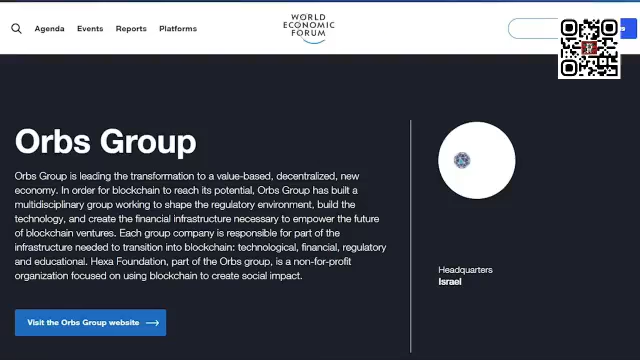 Agenda Events Reports Platforms
WORLD
ECONOMIC
FORUM
Orbs Group
Orbs Group is leading the transformation to a value-based, decentralized, new
economy. In order for blockchain to reach its potential, Orbs Group has built a
multidisciplinary group working to shape the regulatory environment, build the
technology, and create the financial infrastructure necessary to empower the future
of blockchain ventures. Each group company is responsible for part of the
infrastructure needed to transition into blockchain: technological, financial, regulatory
and educational. Hexa Foundation, part of the Orbs group, is a non-for-profit
organization focused on using blockchain to create social impact.
Visit the Orbs Group website
Headquarters
Israel